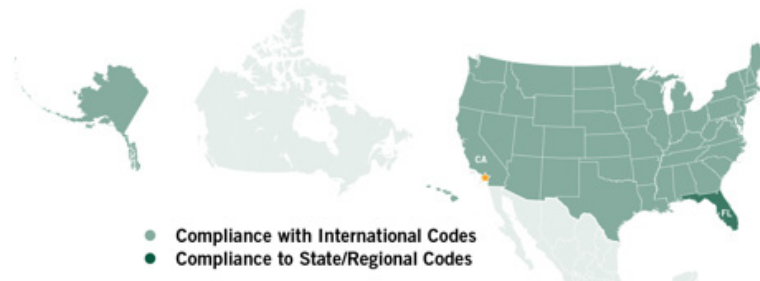 CA
FL
Compliance with International Codes
Compliance to State/Regional Codes